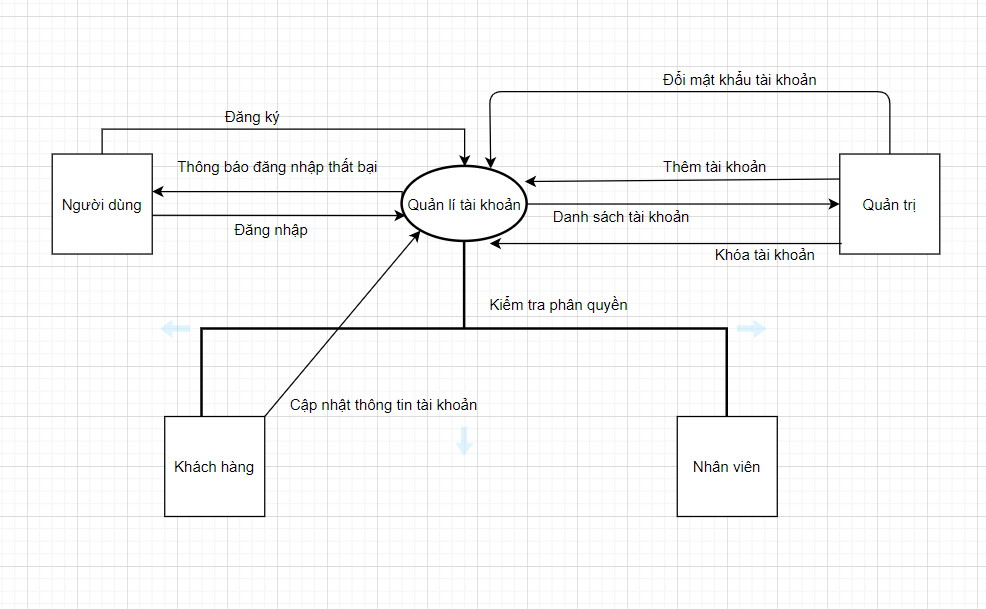 Đổi mật khẩu tài khoản
Đăng ký
Thông báo đăng nhập thất bại
Thêm tài khoản
Người dùng
Quản lí tài khoản
Quản trị
Danh sách tài khoản
Đăng nhập
Khóa tài khoản
Kiểm tra phân quyền
Cập nhật thông tin tài khoản
Khách hàng
Nhân viên